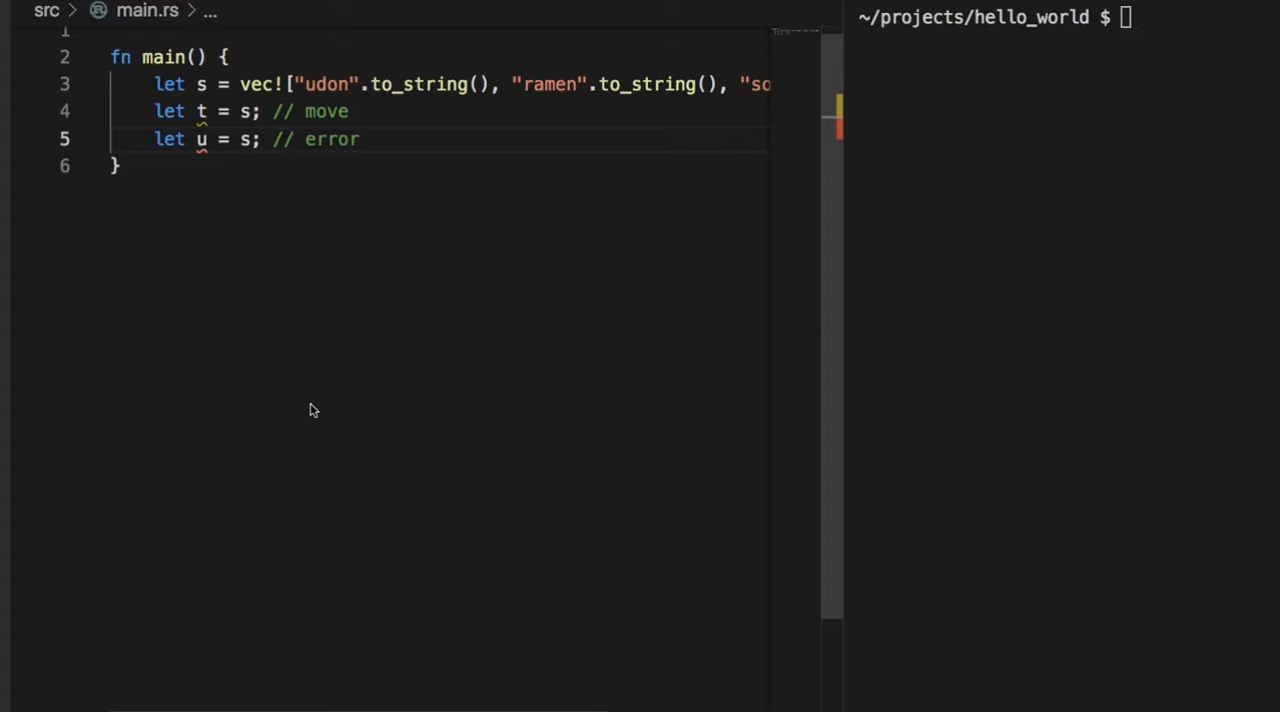 src > main.rs > ...
1
2 fn main() {
3 let s = vec!["udon".to_string(), "ramen".to_string(), "so
4 let t = s; // move
5 let u = s; // error
6 }
~/projects/hello_world $